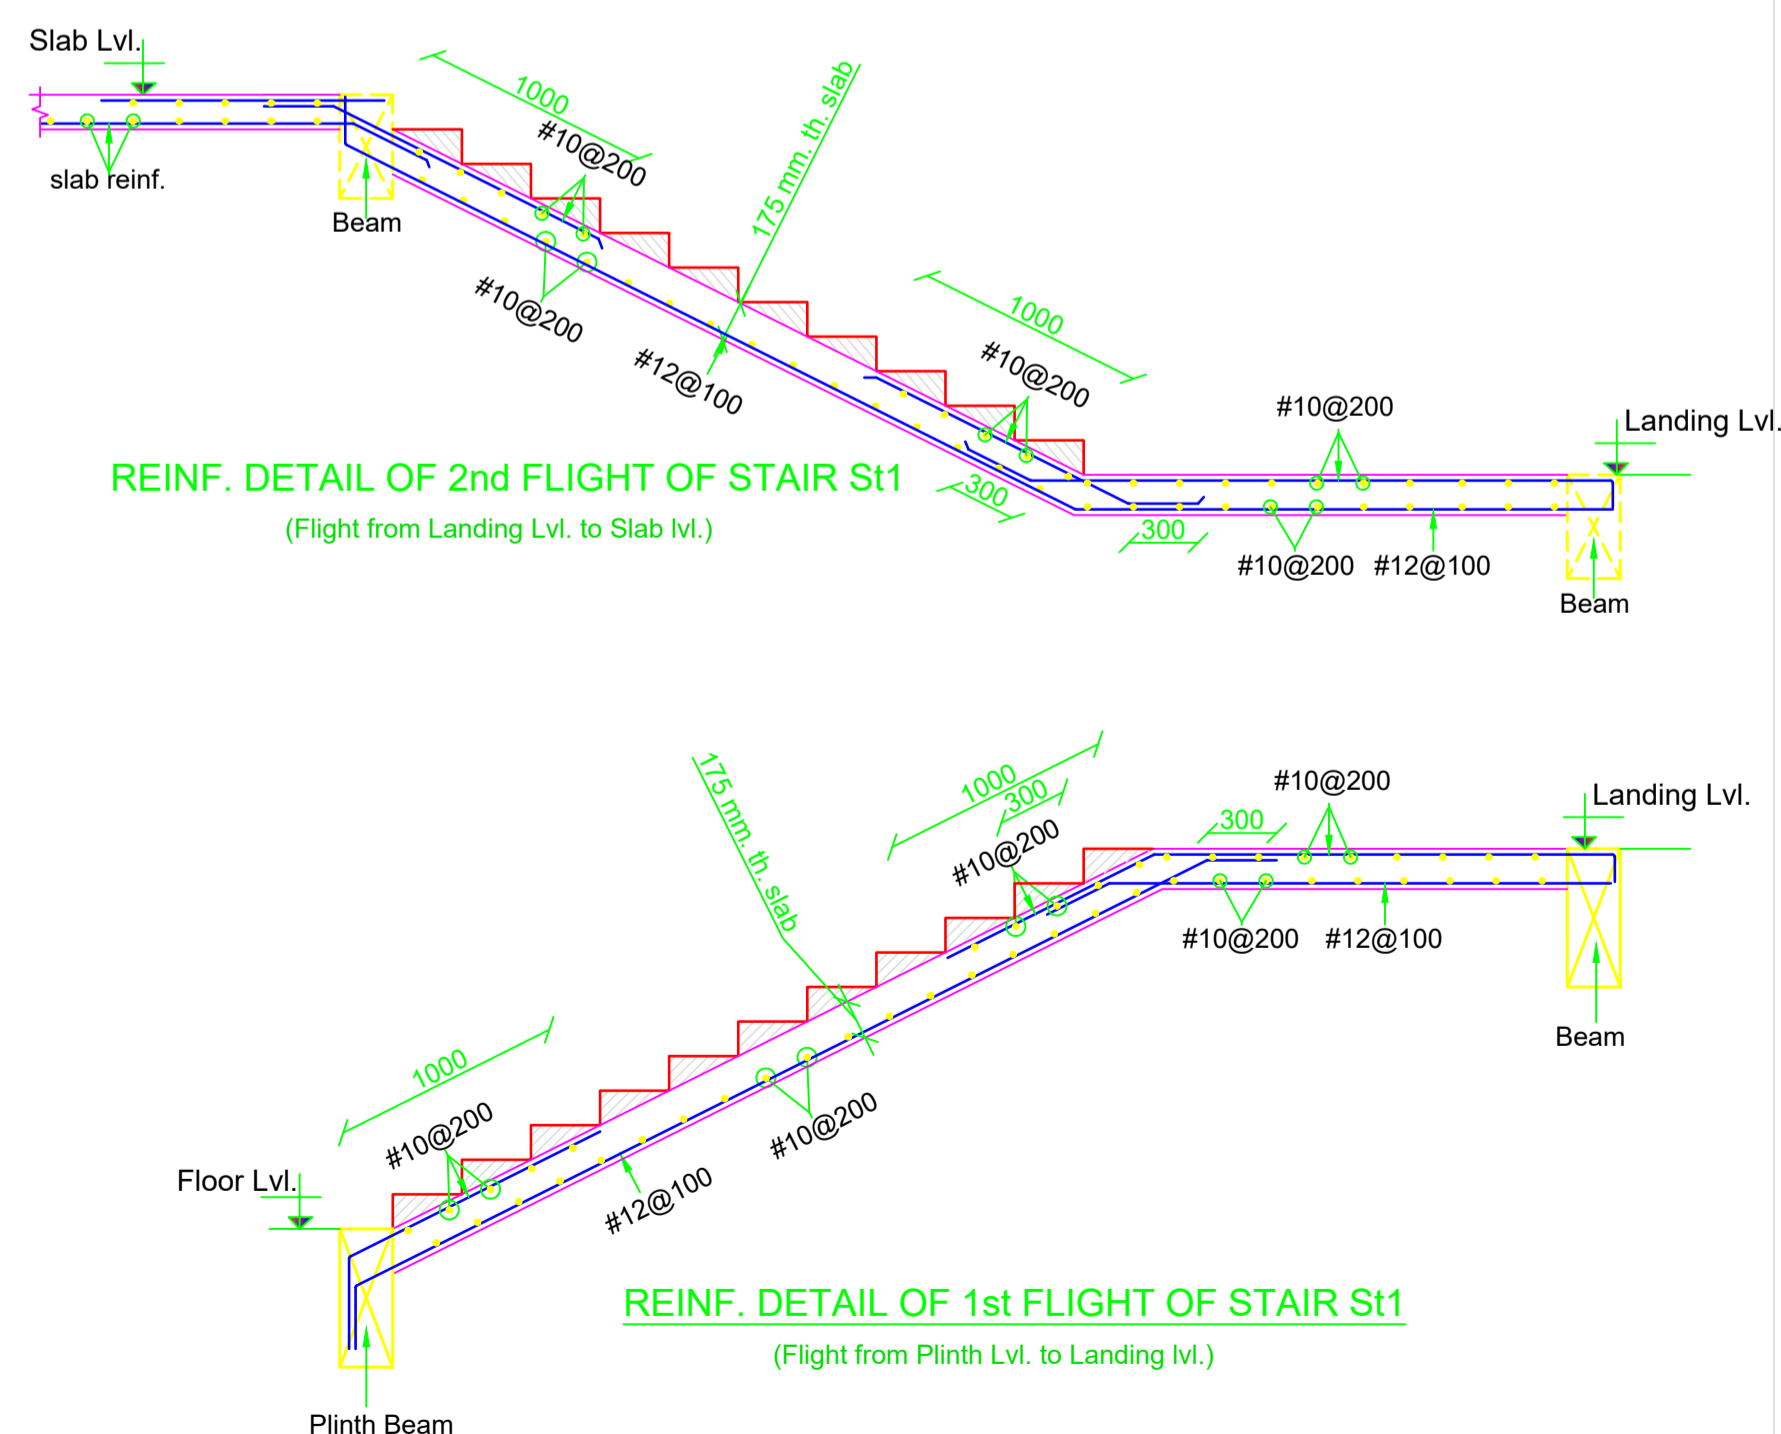 Slab Lvl.
1000
#10@200
175 mm. th. slab
slab reinf.
Beam
#10@200
#12@100
1000
#10@200
#10@200
Landing Lvl.
REINF. DETAIL OF 2nd FLIGHT OF STAIR St1
(Flight from Landing Lvl. to Slab lvl.)
300
300
#10@200
#12@100
Beam
175 mm. th. slab
1000
300
#10@200
300
#10@200
Landing Lvl.
#10@200
#12@100
Beam
1000
#10@200
#10@200
#12@100
Floor Lvl.
REINF. DETAIL OF 1st FLIGHT OF STAIR St1
(Flight from Plinth Lvl. to Landing lvl.)
Plinth Beam